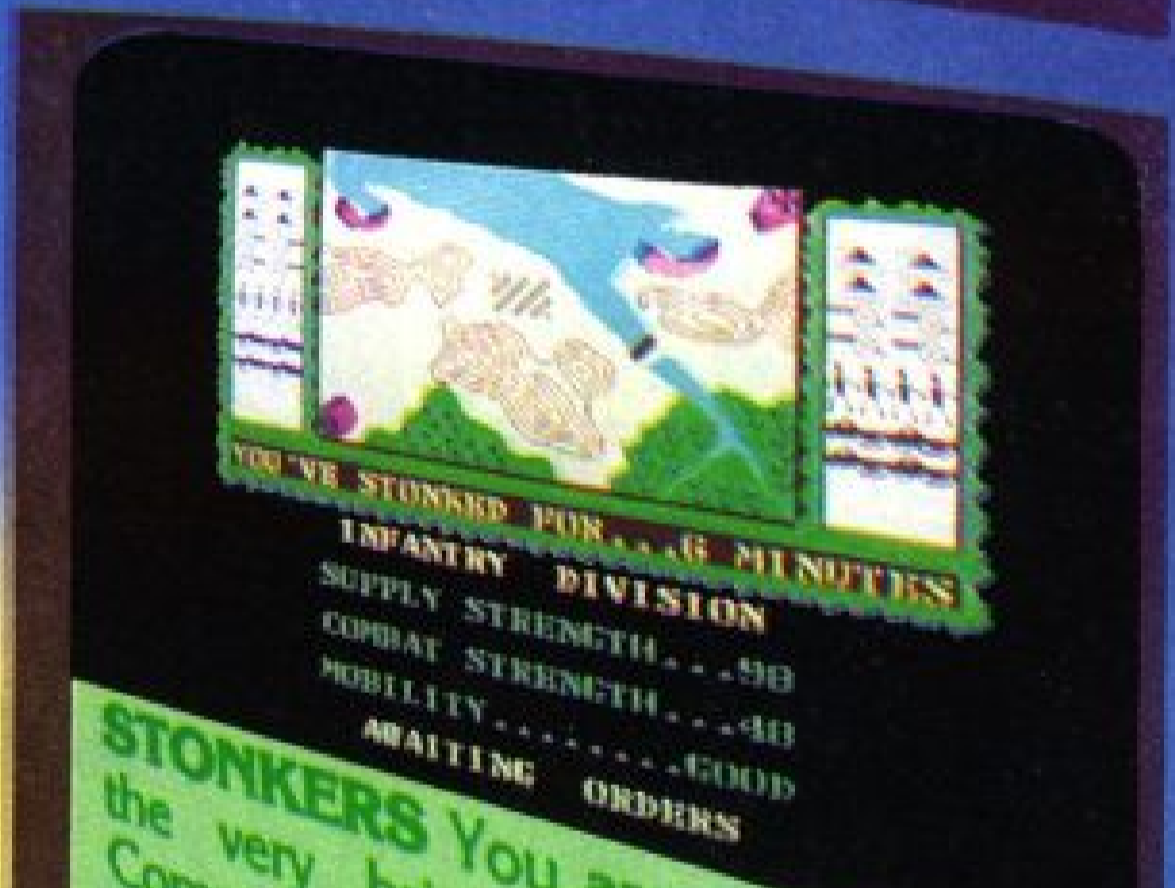 YOU'VE STONKED FOR...6 MINUTES
INFANTRY DIVISION
SUPPLY STRENGTH...98
COMBAT STRENGTH...48
MOBILITY........GOOD
AWAITING ORDERS
STONKERS You
the very